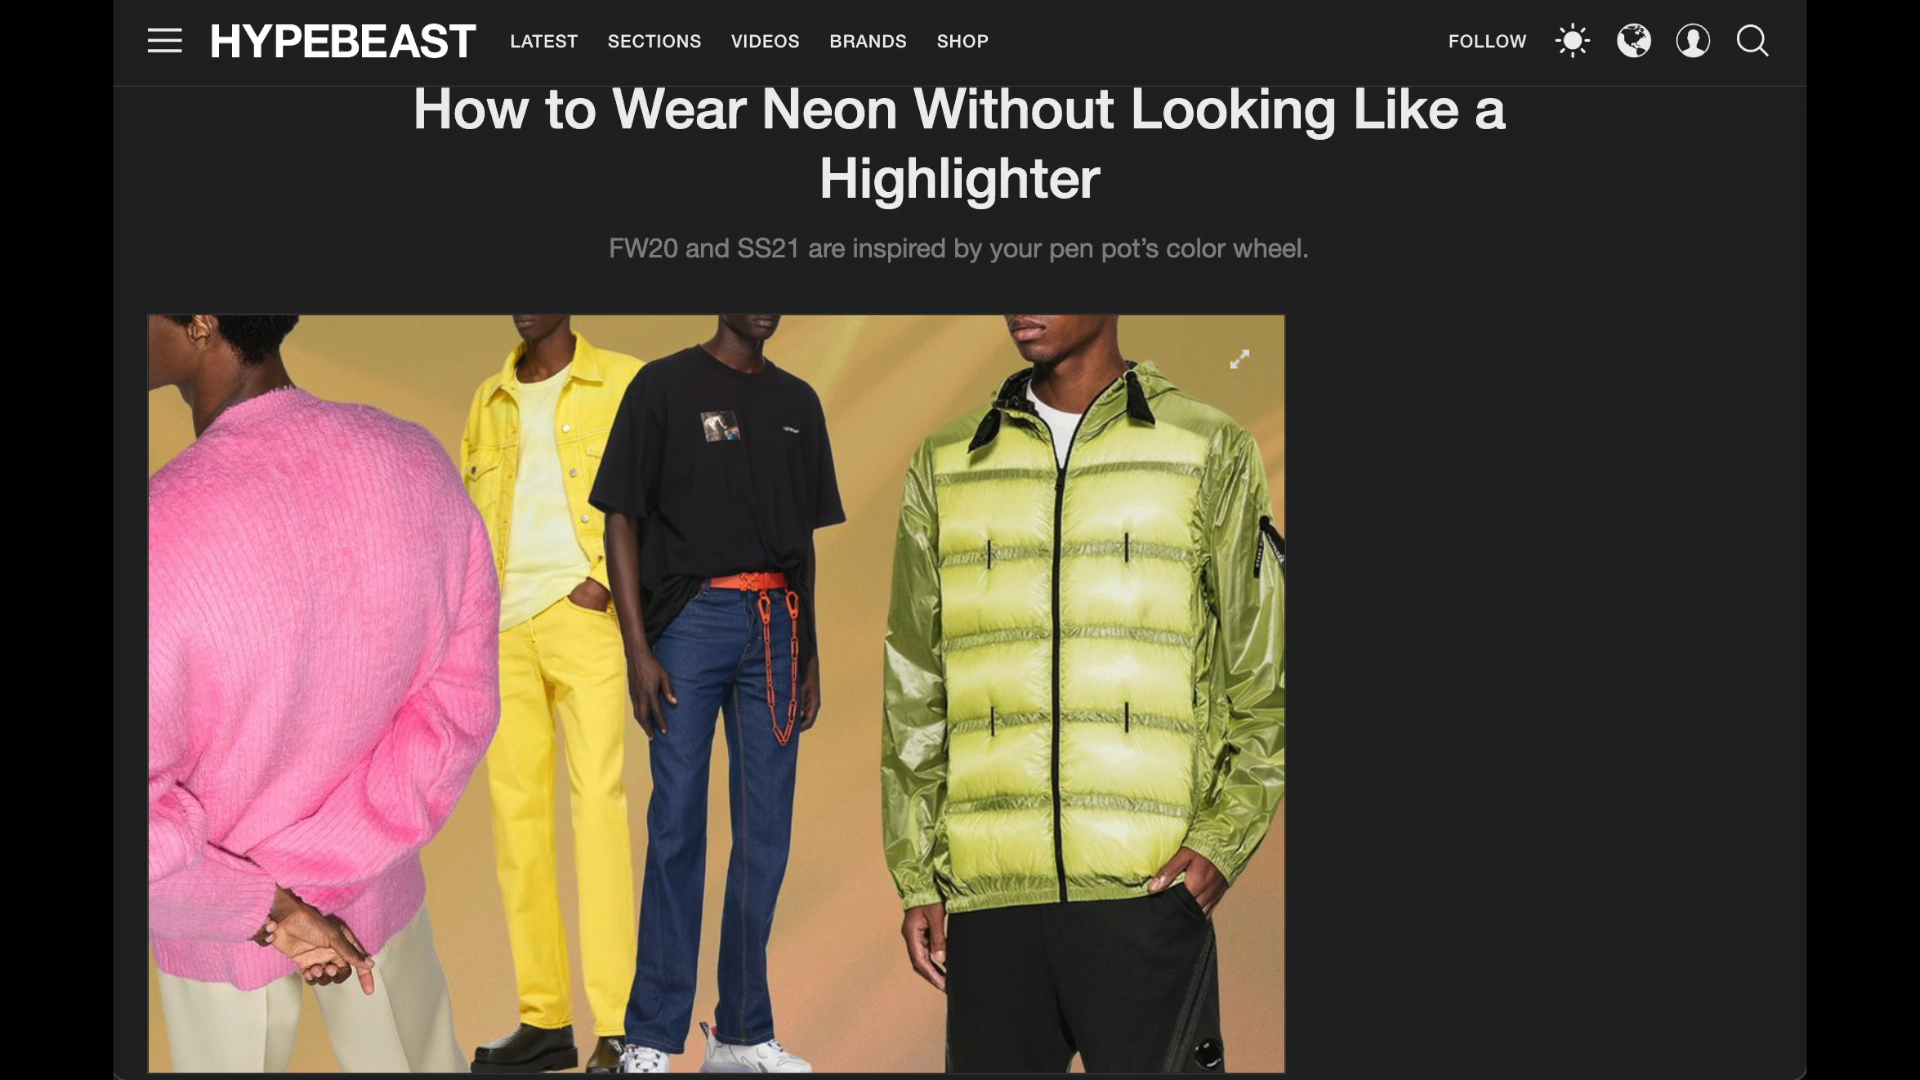 HYPEBEAST LATEST SECTIONS VIDEOS BRANDS SHOP FOLLOW
How to Wear Neon Without Looking Like a
Highlighter
FW20 and SS21 are inspired by your pen pot’s color wheel.